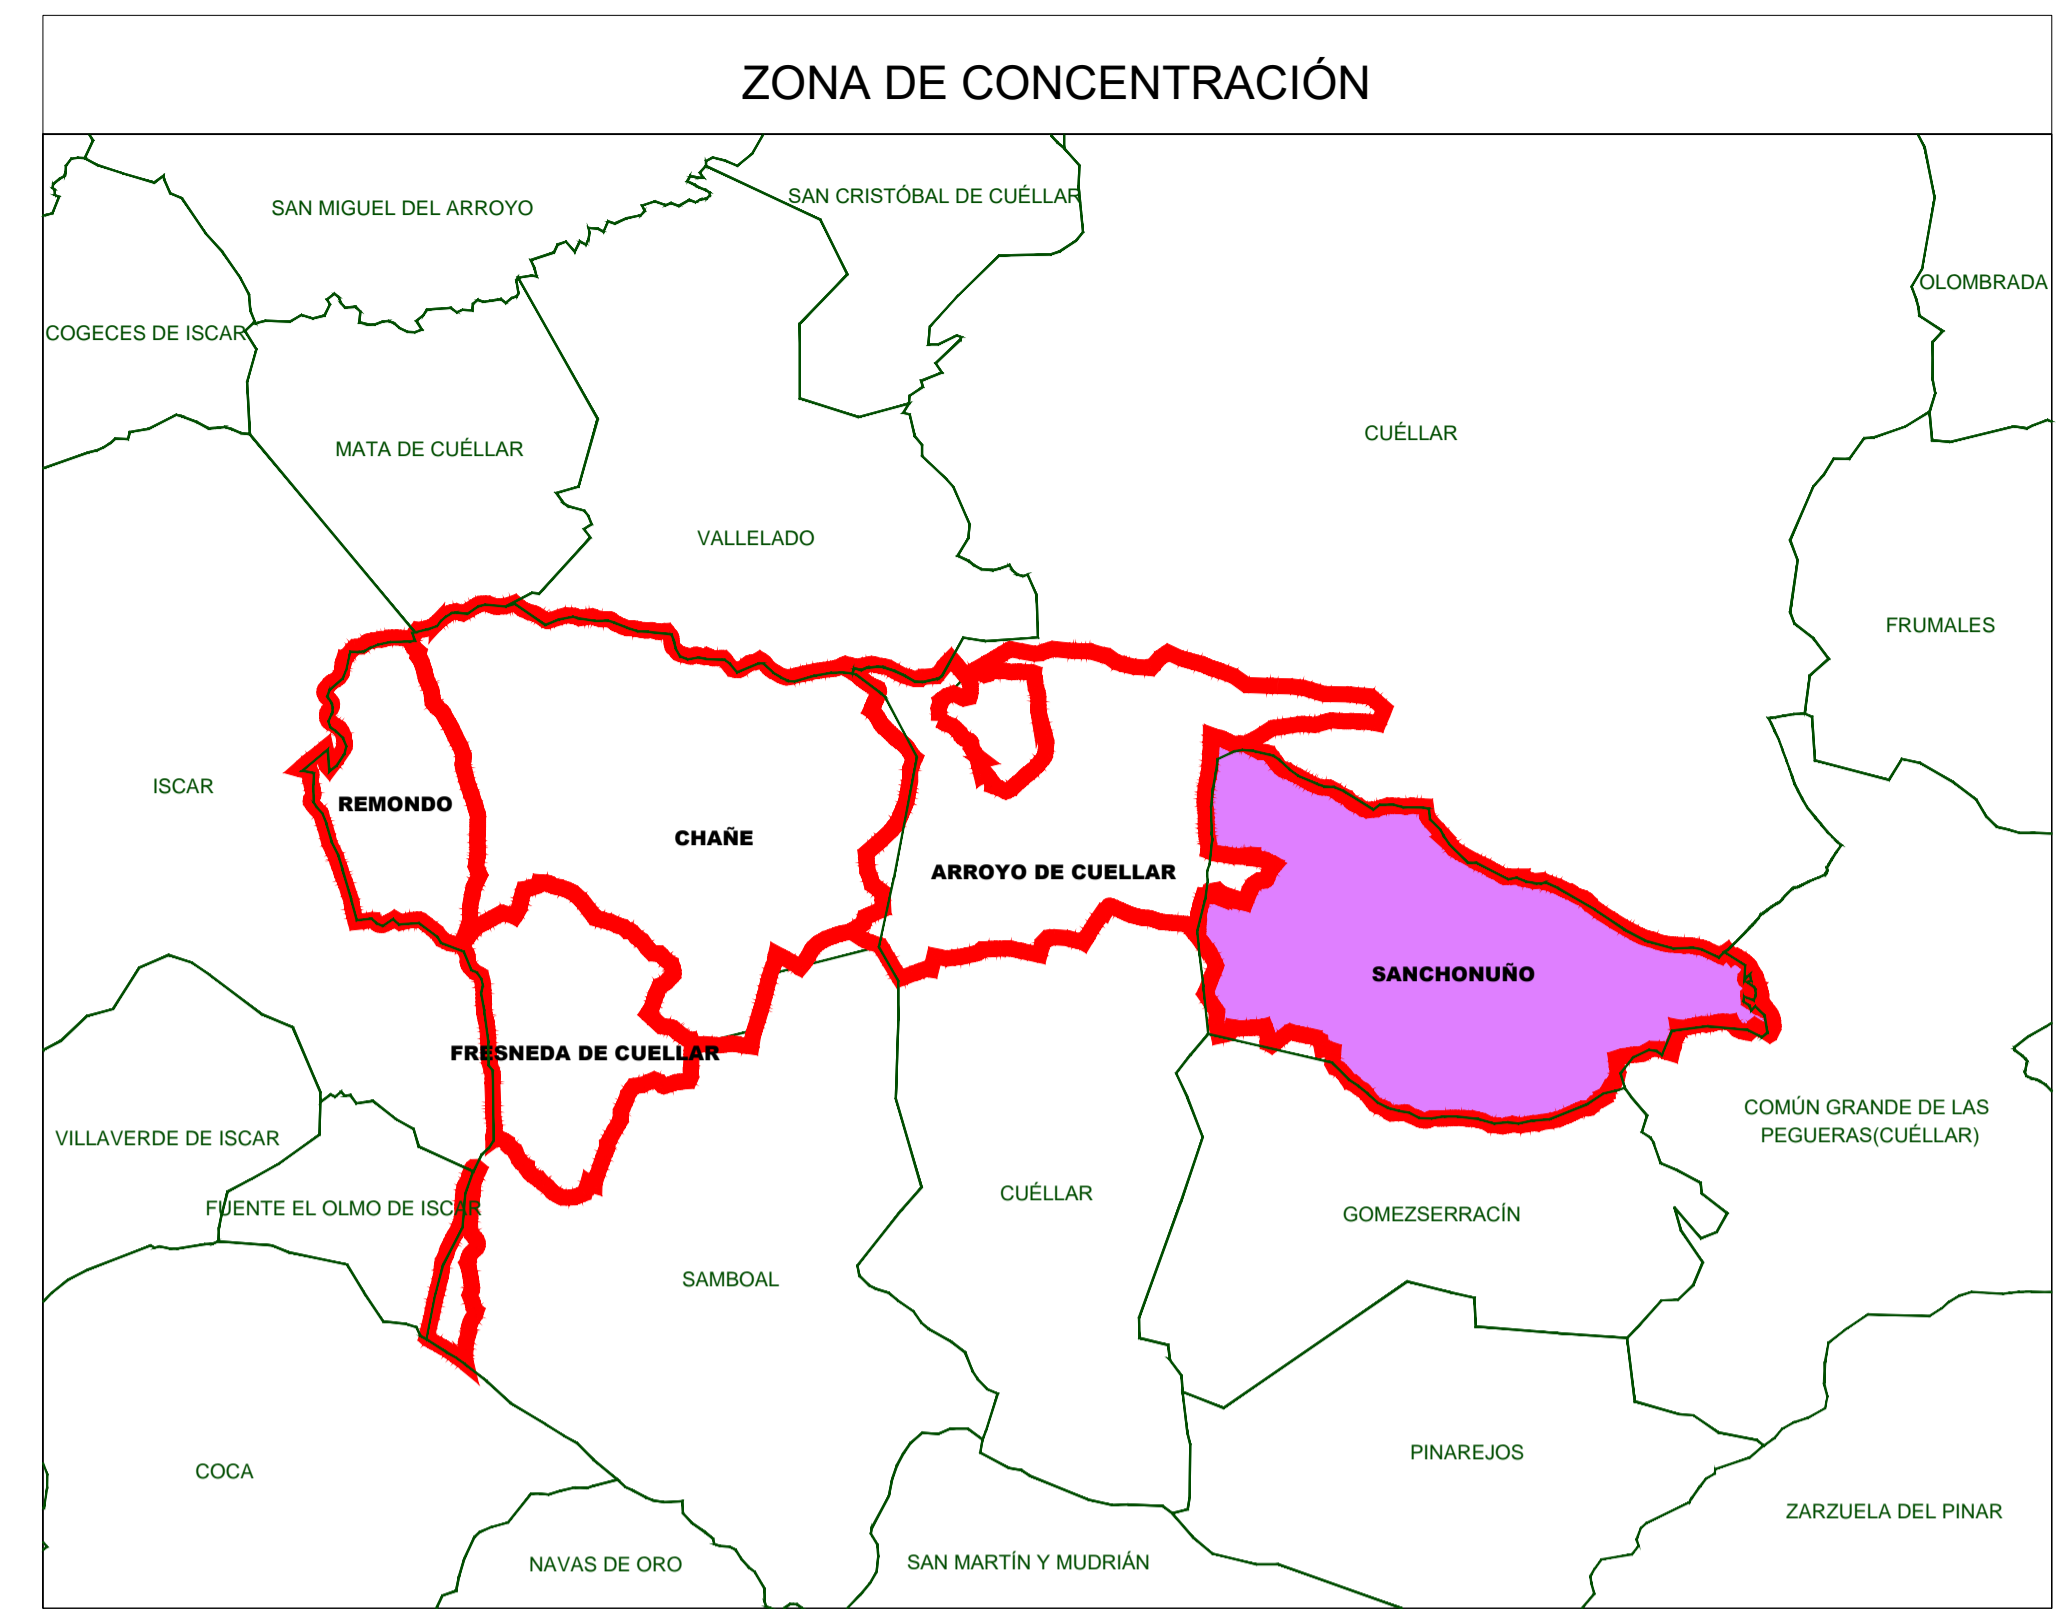 ZONA DE CONCENTRACIÓN
SAN MIGUEL DEL ARROYO
SAN CRISTÓBAL DE CUÉLLAR
OLOMBRADA
COGECES DE ISCAR
MATA DE CUÉLLAR
CUÉLLAR
VALLELADO
FRUMALES
ISCAR
REMONDO
CHAÑE
ARROYO DE CUELLAR
SANCHONUÑO
FRESNEDA DE CUELLAR
COMÚN GRANDE DE LAS
PEGUERAS(CUÉLLAR)
VILLAVERDE DE ISCAR
FUENTE EL OLMO DE ISCAR
CUÉLLAR
GOMEZSERRACÍN
SAMBOAL
PINAREJOS
COCA
ZARZUELA DEL PINAR
NAVAS DE ORO
SAN MARTÍN Y MUDRIÁN